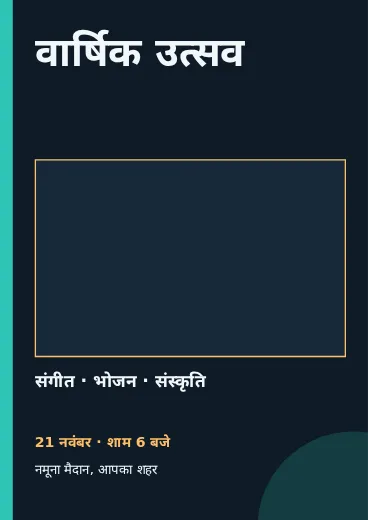 वार्षिक उत्सव
संगीत · भोजन · संस्कृति
21 नवंबर · शाम 6 बजे
नमूना मैदान, आपका शहर